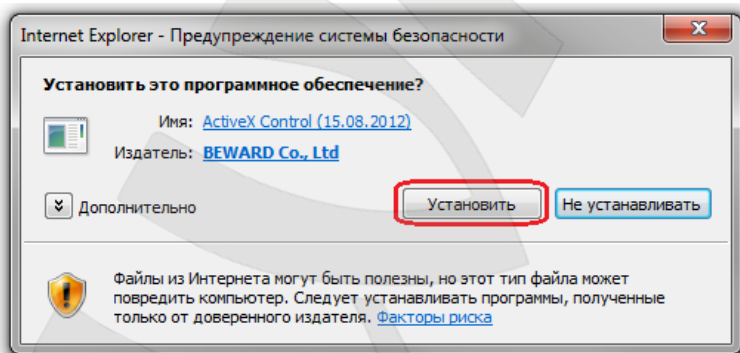 Internet Explorer - Предупреждение системы безопасности
Установить это программное обеспечение?
Имя: ActiveX Control (15.08.2012)
Издатель: BEWARD Co., Ltd
Дополнительно Установить Не устанавливать
Файлы из Интернета могут быть полезны, но этот тип файла может
повредить компьютер. Следует устанавливать программы, полученные
только от доверенного издателя. Факторы риска